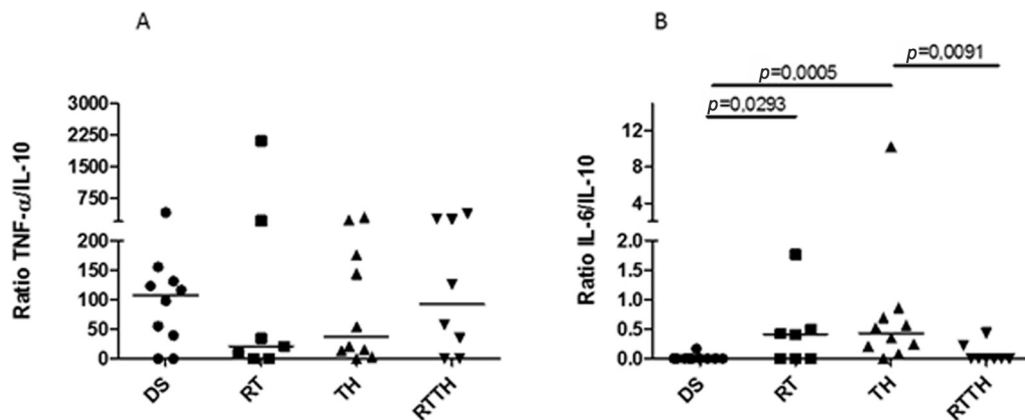 A
Ratio TNF-α/IL-10
3000
2250
1500
750
200
150
100
50
0
DS
RT
TH
RTTH
B
p=0,0091
p=0,0005
p=0,0293
Ratio IL-6/IL-10
12
8
4
2.0
1.5
1.0
0.5
0.0
DS
RT
TH
RTTH